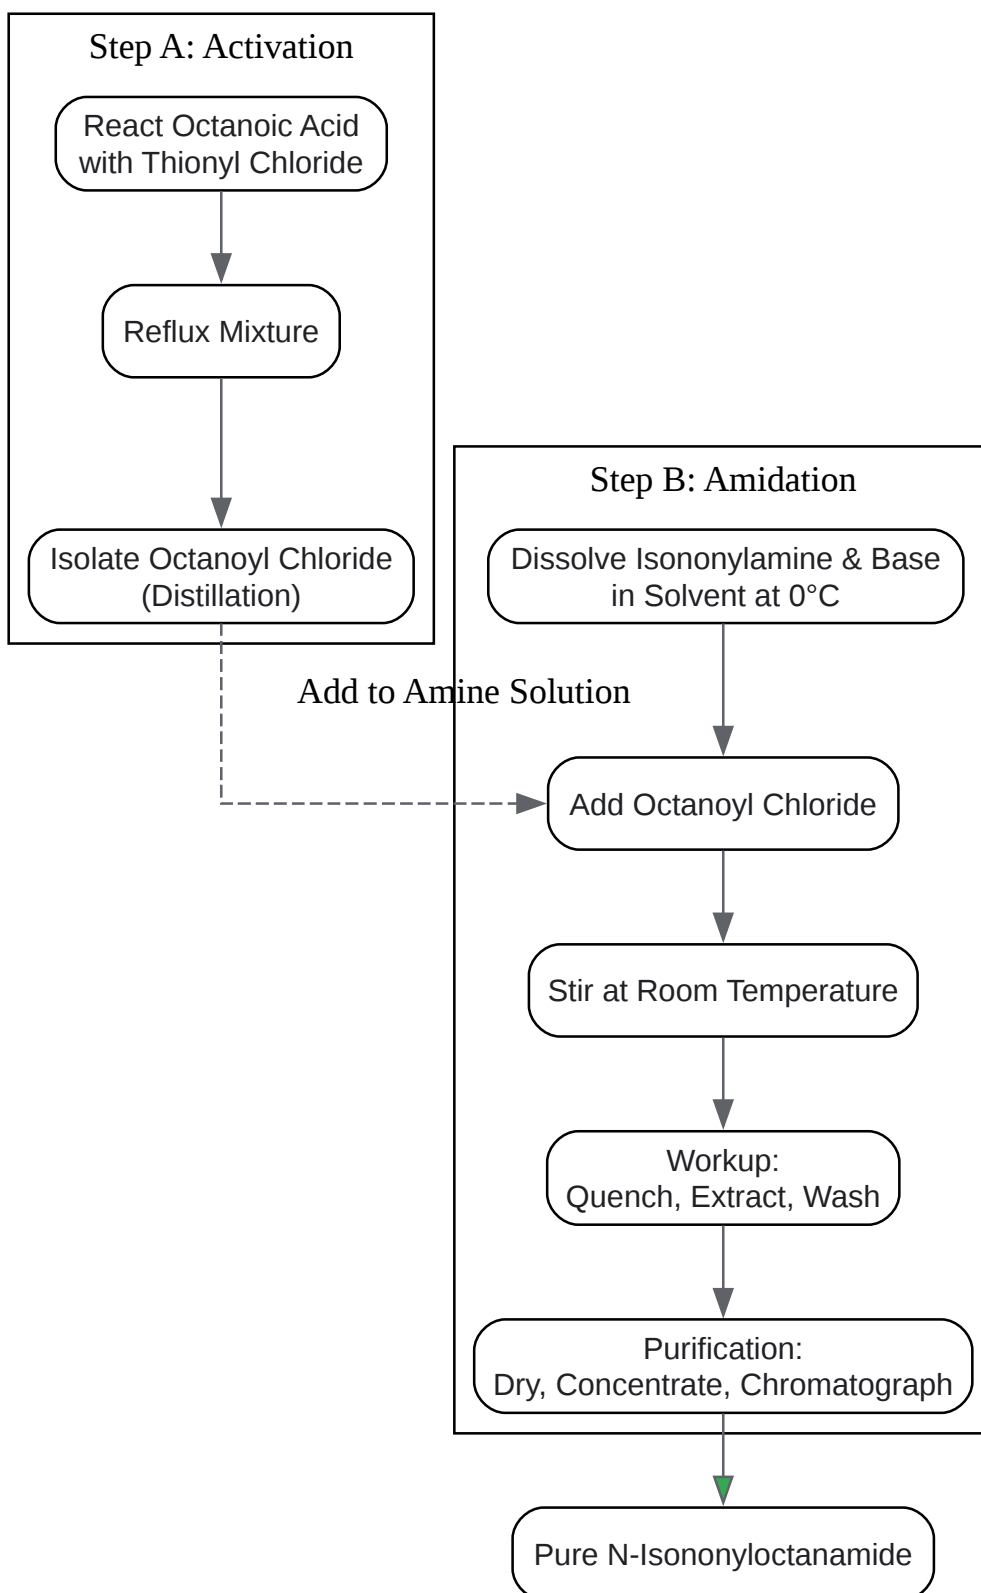 Step A: Activation
React Octanoic Acid
with Thionyl Chloride
Reflux Mixture
Isolate Octanoyl Chloride
(Distillation)
Step B: Amidation
Dissolve Isononylamine & Base
in Solvent at 0°C
Add to Amine Solution
Add Octanoyl Chloride
Stir at Room Temperature
Workup:
Quench, Extract, Wash
Purification:
Dry, Concentrate, Chromatograph
Pure N-Isononyloctanamide